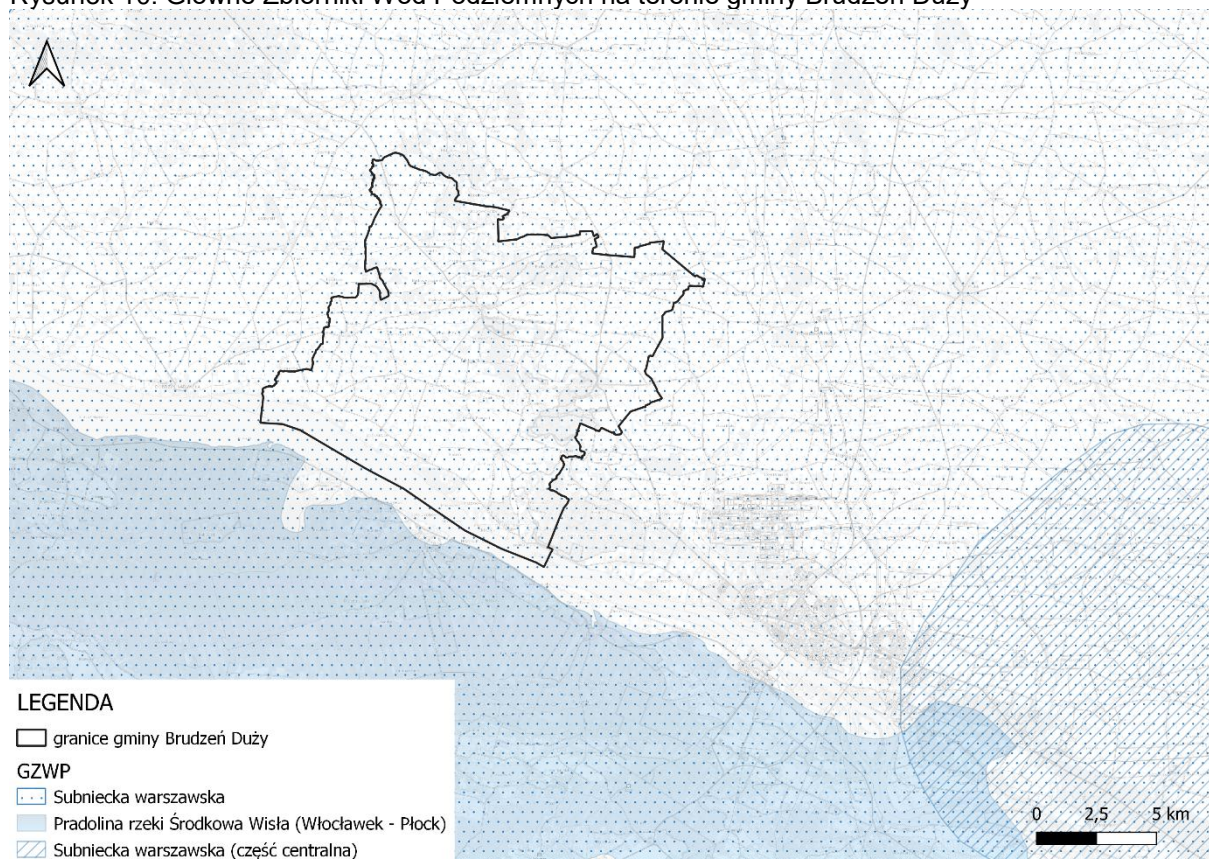 Rysunek 10. Główne Zbiorniki Wód Podziemnych na terenie gminy Brudzeń Duży
LEGENDA
granice gminy Brudzeń Duży
GZWP
Subniecka warszawska
Pradolina rzeki Środkowa Wisła (Włocławek - Płock)
Subniecka warszawska (część centralna)
0 2,5 5 km